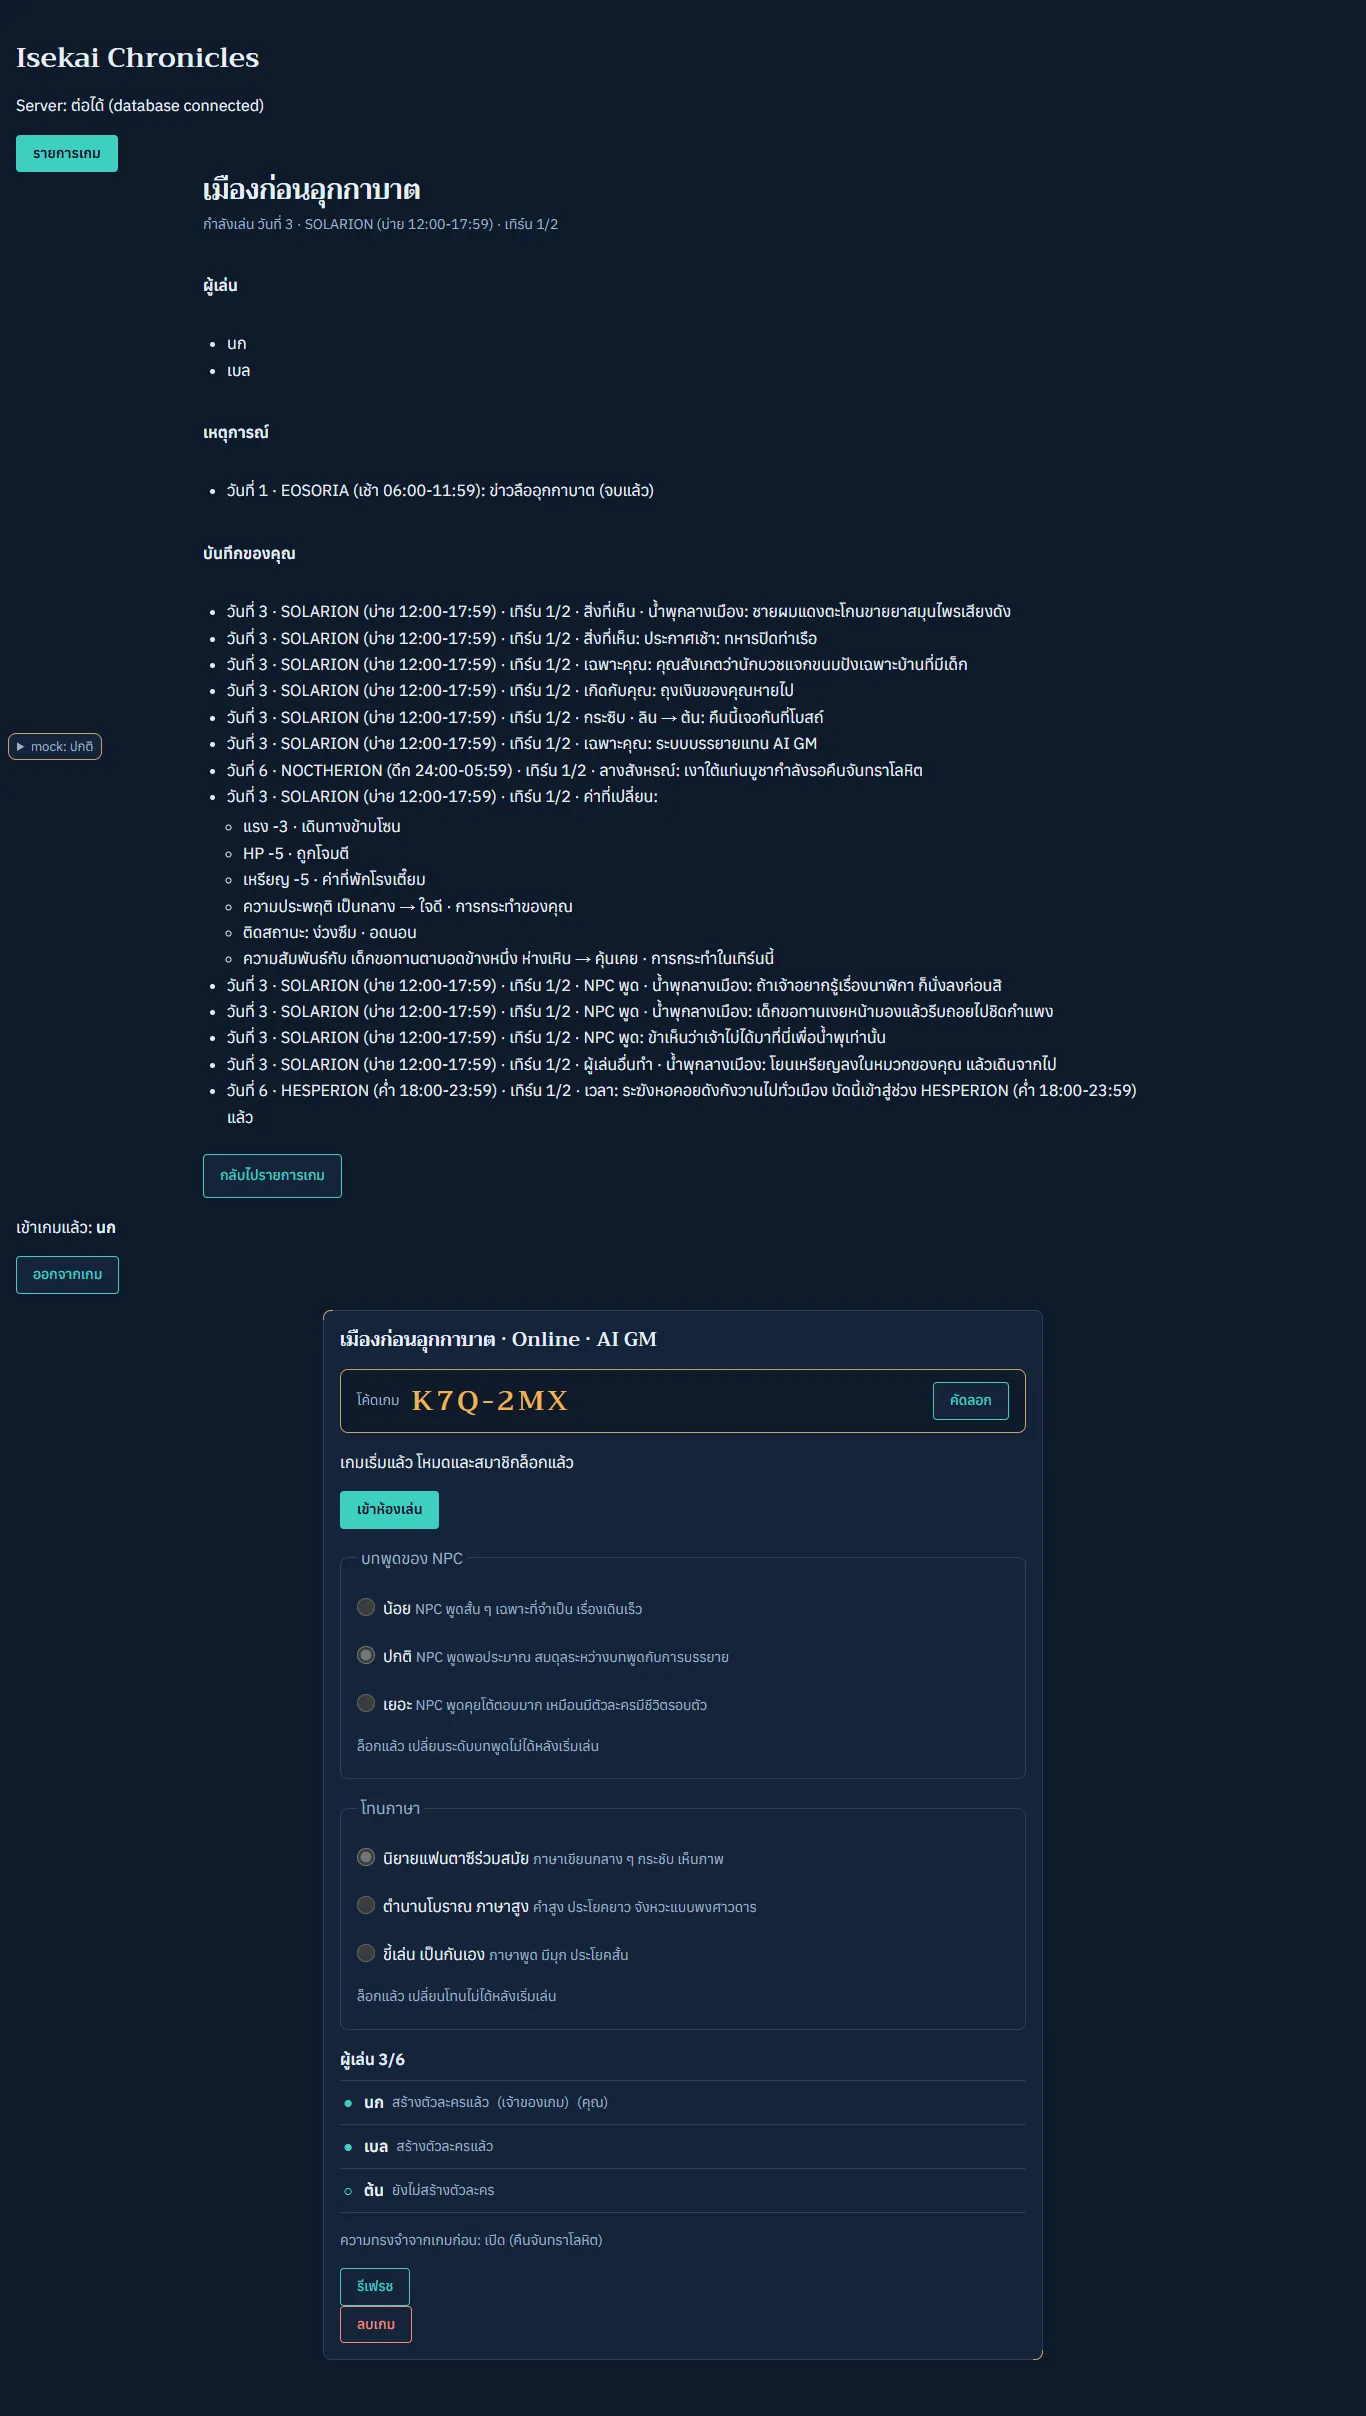 Isekai Chronicles
Server: ต่อได้ (database connected)
รายการเกม
เมืองก่อนอุกกาบาต
กำลังเล่น วันที่ 3 · SOLARION (บ่าย 12:00-17:59) · เทิร์น 1/2
ผู้เล่น
นก
เบล
เหตุการณ์
วันที่ 1 · EOSORIA (เช้า 06:00-11:59): ข่าวลืออุกกาบาต (จบแล้ว)
บันทึกของคุณ
วันที่ 3 · SOLARION (บ่าย 12:00-17:59) · เทิร์น 1/2 · สิ่งที่เห็น · น้ำพุกลางเมือง: ชายผมแดงตะโกนขายยาสมุนไพรเสียงดัง
วันที่ 3 · SOLARION (บ่าย 12:00-17:59) · เทิร์น 1/2 · สิ่งที่เห็น: ประกาศเช้า: ทหารปิดท่าเรือ
วันที่ 3 · SOLARION (บ่าย 12:00-17:59) · เทิร์น 1/2 · เฉพาะคุณ: คุณสังเกตว่านักบวชแจกขนมปังเฉพาะบ้านที่มีเด็ก
วันที่ 3 · SOLARION (บ่าย 12:00-17:59) · เทิร์น 1/2 · เกิดกับคุณ: ถุงเงินของคุณหายไป
วันที่ 3 · SOLARION (บ่าย 12:00-17:59) · เทิร์น 1/2 · กระซิบ · ลิน → ต้น: คืนนี้เจอกันที่โบสถ์
mock: ปกติ
วันที่ 3 · SOLARION (บ่าย 12:00-17:59) · เทิร์น 1/2 · เฉพาะคุณ: ระบบบรรยายแทน AI GM
วันที่ 6 · NOCTHERION (ดึก 24:00-05:59) · เทิร์น 1/2 · ลางสังหรณ์: เงาใต้แท่นบูชากำลังรอคืนจันทราโลหิต
วันที่ 3 · SOLARION (บ่าย 12:00-17:59) · เทิร์น 1/2 · ค่าที่เปลี่ยน:
แรง -3 · เดินทางข้ามโซน
HP -5 · ถูกโจมตี
เหรียญ -5 · ค่าที่พักโรงเตี๊ยม
ความประพฤติ เป็นกลาง → ใจดี · การกระทำของคุณ
ติดสถานะ: ง่วงซึม · อดนอน
ความสัมพันธ์กับ เด็กขอทานตาบอดข้างหนึ่ง ห่างเหิน → คุ้นเคย · การกระทำในเทิร์นนี้
วันที่ 3 · SOLARION (บ่าย 12:00-17:59) · เทิร์น 1/2 · NPC พูด · น้ำพุกลางเมือง: ถ้าเจ้าอยากรู้เรื่องนาฬิกา ก็นั่งลงก่อนสิ
วันที่ 3 · SOLARION (บ่าย 12:00-17:59) · เทิร์น 1/2 · NPC พูด · น้ำพุกลางเมือง: เด็กขอทานเงยหน้ามองแล้วรีบถอยไปชิดกำแพง
วันที่ 3 · SOLARION (บ่าย 12:00-17:59) · เทิร์น 1/2 · NPC พูด: ข้าเห็นว่าเจ้าไม่ได้มาที่นี่เพื่อน้ำพุเท่านั้น
วันที่ 3 · SOLARION (บ่าย 12:00-17:59) · เทิร์น 1/2 · ผู้เล่นอื่นทำ · น้ำพุกลางเมือง: โยนเหรียญลงในหมวกของคุณ แล้วเดินจากไป
วันที่ 6 · HESPERION (ค่ำ 18:00-23:59) · เทิร์น 1/2 · เวลา: ระฆังหอคอยดังกังวานไปทั่วเมือง บัดนี้เข้าสู่ช่วง HESPERION (ค่ำ 18:00-23:59)
แล้ว
กลับไปรายการเกม
เข้าเกมแล้ว: นก
ออกจากเกม
เมืองก่อนอุกกาบาต · Online · AI GM
โค้ดเกม K7Q-2MX คัดลอก
เกมเริ่มแล้ว โหมดและสมาชิกล็อกแล้ว
เข้าห้องเล่น
บทพูดของ NPC
น้อย NPC พูดสั้น ๆ เฉพาะที่จำเป็น เรื่องเดินเร็ว
ปกติ NPC พูดพอประมาณ สมดุลระหว่างบทพูดกับการบรรยาย
เยอะ NPC พูดคุยโต้ตอบมาก เหมือนมีตัวละครมีชีวิตรอบตัว
ล็อกแล้ว เปลี่ยนระดับบทพูดไม่ได้หลังเริ่มเล่น
โทนภาษา
นิยายแฟนตาซีร่วมสมัย ภาษาเขียนกลาง ๆ กระชับ เห็นภาพ
ตำนานโบราณ ภาษาสูง คำสูง ประโยคยาว จังหวะแบบพงศาวดาร
ขี้เล่น เป็นกันเอง ภาษาพูด มีมุก ประโยคสั้น
ล็อกแล้ว เปลี่ยนโทนไม่ได้หลังเริ่มเล่น
ผู้เล่น 3/6
นก สร้างตัวละครแล้ว (เจ้าของเกม) (คุณ)
เบล สร้างตัวละครแล้ว
ต้น ยังไม่สร้างตัวละคร
ความทรงจำจากเกมก่อน: เปิด (คืนจันทราโลหิต)
รีเฟรช
ลบเกม